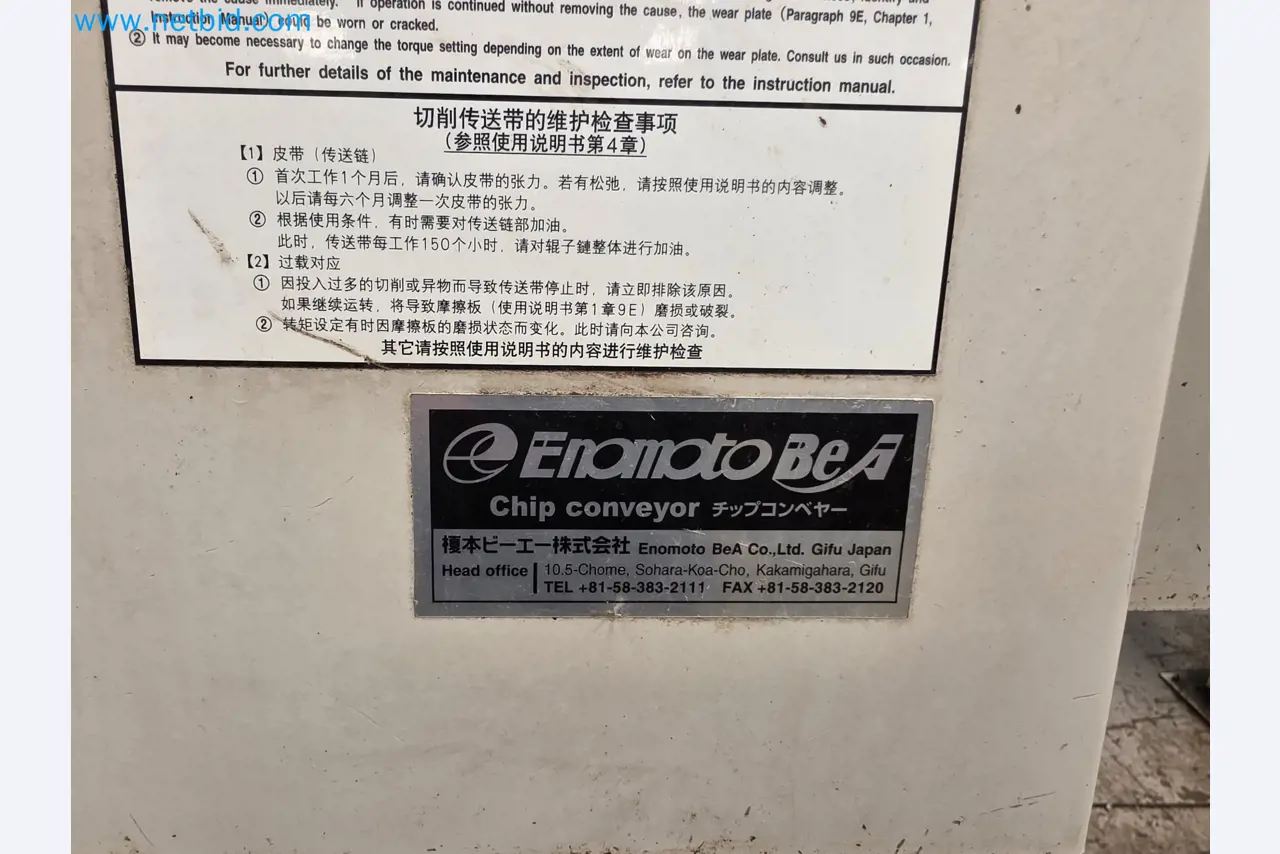 remove the cause immediately. If operation is continued without removing the cause, the wear plate (Paragraph 9E, Chapter 1,
www.netbid.com
Instruction Manual) could be worn or cracked.
② It may become necessary to change the torque setting depending on the extent of wear on the wear plate. Consult us in such occasion.
For further details of the maintenance and inspection, refer to the instruction manual.
切削传送带的维护检查事项
(参照使用说明书第4章)
【1】皮带 (传送链)
① 首次工作1个月后，请确认皮带的张力。若有松弛，请按照使用说明书的内容调整。
以后请每六个月调整一次皮带的张力。
② 根据使用条件，有时需要对传送链部加油。
此时，传送带每工作150个小时，请对辊子鏈整体进行加油。
【2】过载对应
① 因投入过多的切削或异物而导致传送带停止时，请立即排除该原因。
如果继续运转，将导致摩擦板 (使用说明书第1章9E) 磨损或破裂。
② 转矩设定有时因摩擦板的磨损状态而变化。此时请向本公司咨询。
其它请按照使用说明书的内容进行维护检查
e Enomoto BeA
Chip conveyor チップコンベヤー
榎本ビーエー株式会社 Enomoto BeA Co.,Ltd. Gifu Japan
Head office 10.5-Chome, Sohara-Koa-Cho, Kakamigahara, Gifu
TEL +81-58-383-2111 FAX +81-58-383-2120